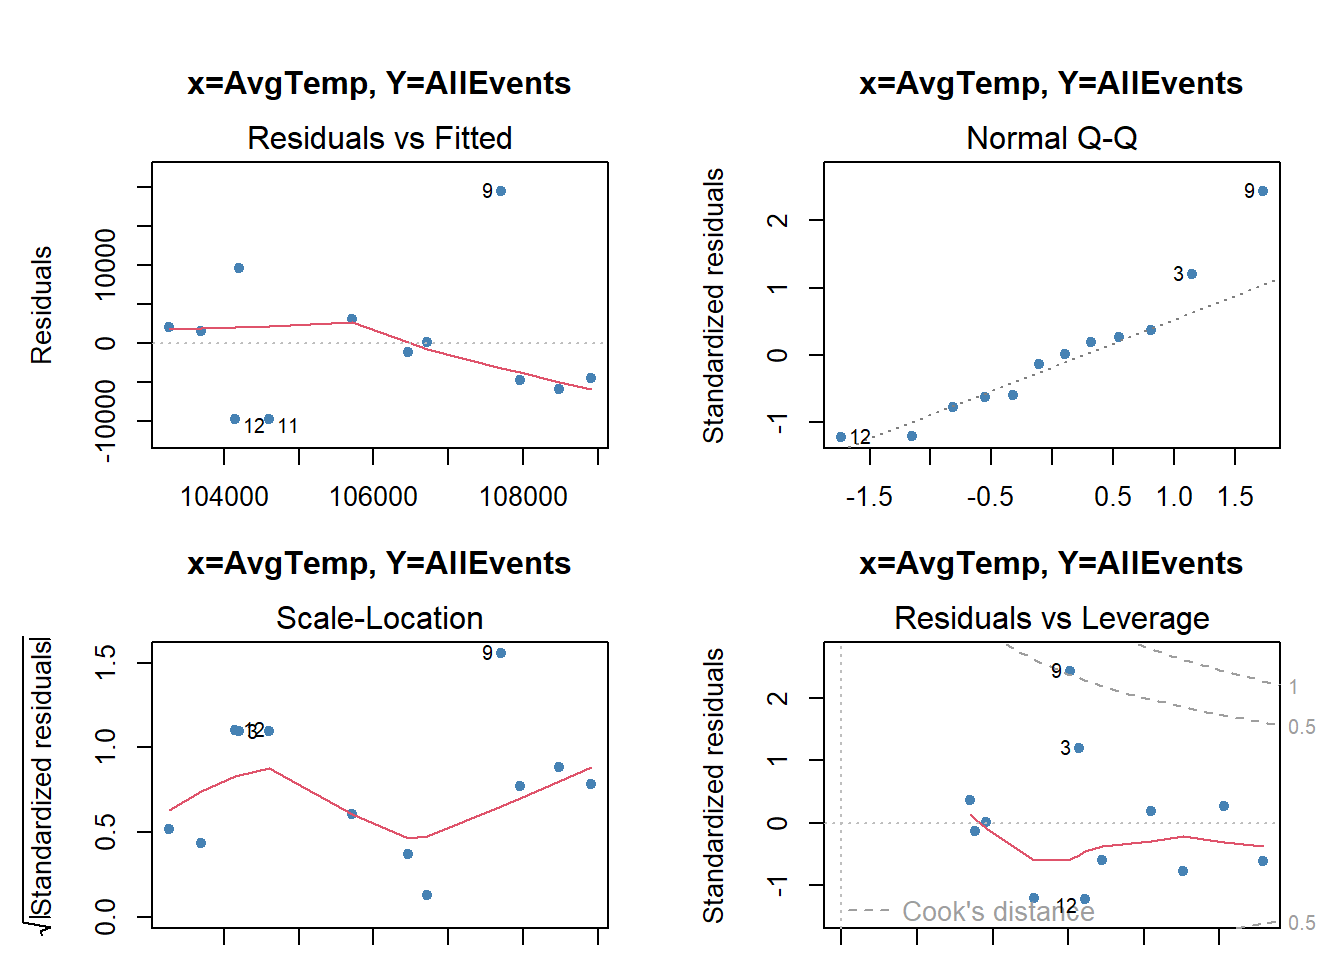 x=AvgTemp, Y=AllEvents
Residuals vs Fitted
Residuals
-10000 0 10000
9
12 11
104000 106000 108000
x=AvgTemp, Y=AllEvents
Normal Q-Q
Standardized residuals
-1 0 1 2
9
3
12
-1.5 -0.5 0.5 1.0 1.5
x=AvgTemp, Y=AllEvents
Scale-Location
√|Standardized residuals|
0.0 0.5 1.0 1.5
9
12
3
x=AvgTemp, Y=AllEvents
Residuals vs Leverage
Standardized residuals
-1 0 1 2
9
3
12
Cook's distance
1
0.5
0.5